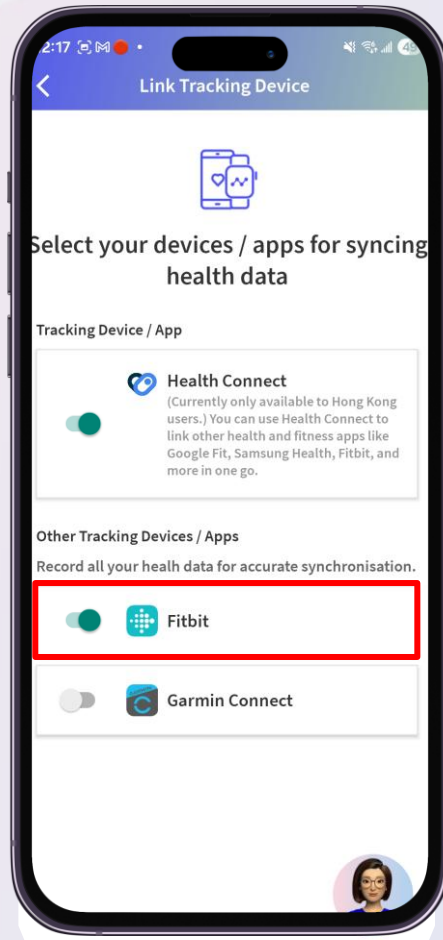 2:17
49
Link Tracking Device
Select your devices / apps for syncing
health data
Tracking Device / App
Health Connect
(Currently only available to Hong Kong
users.) You can use Health Connect to
link other health and fitness apps like
Google Fit, Samsung Health, Fitbit, and
more in one go.
Other Tracking Devices / Apps
Record all your healh data for accurate synchronisation.
Fitbit
Garmin Connect